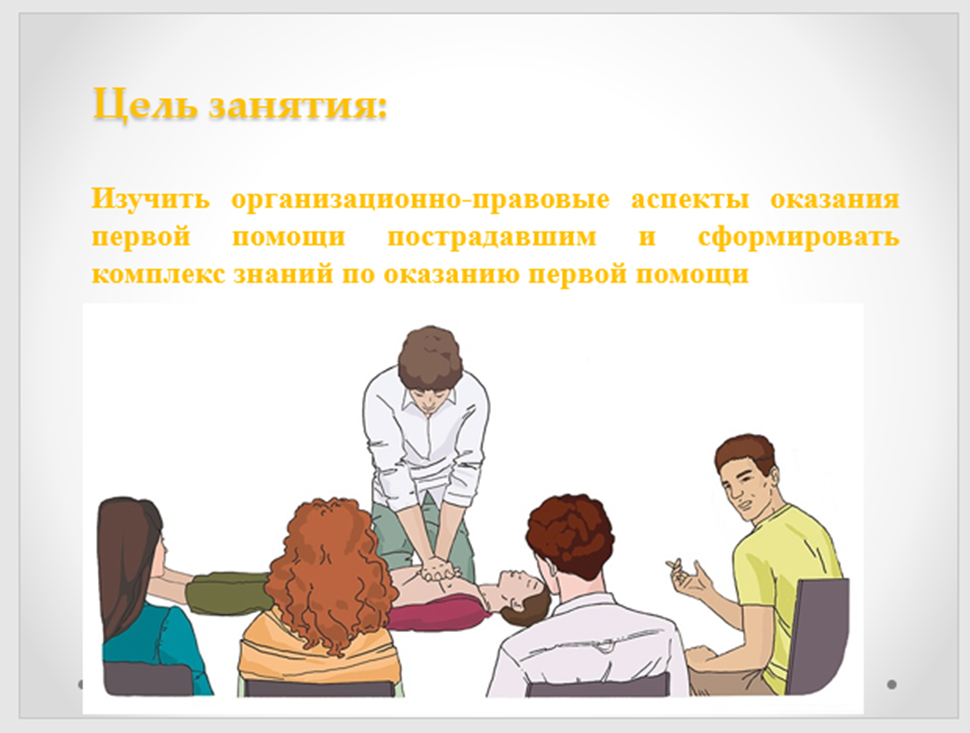 Цель занятия:
Изучить организационно-правовые аспекты оказания
первой помощи пострадавшим и сформировать
комплекс знаний по оказанию первой помощи